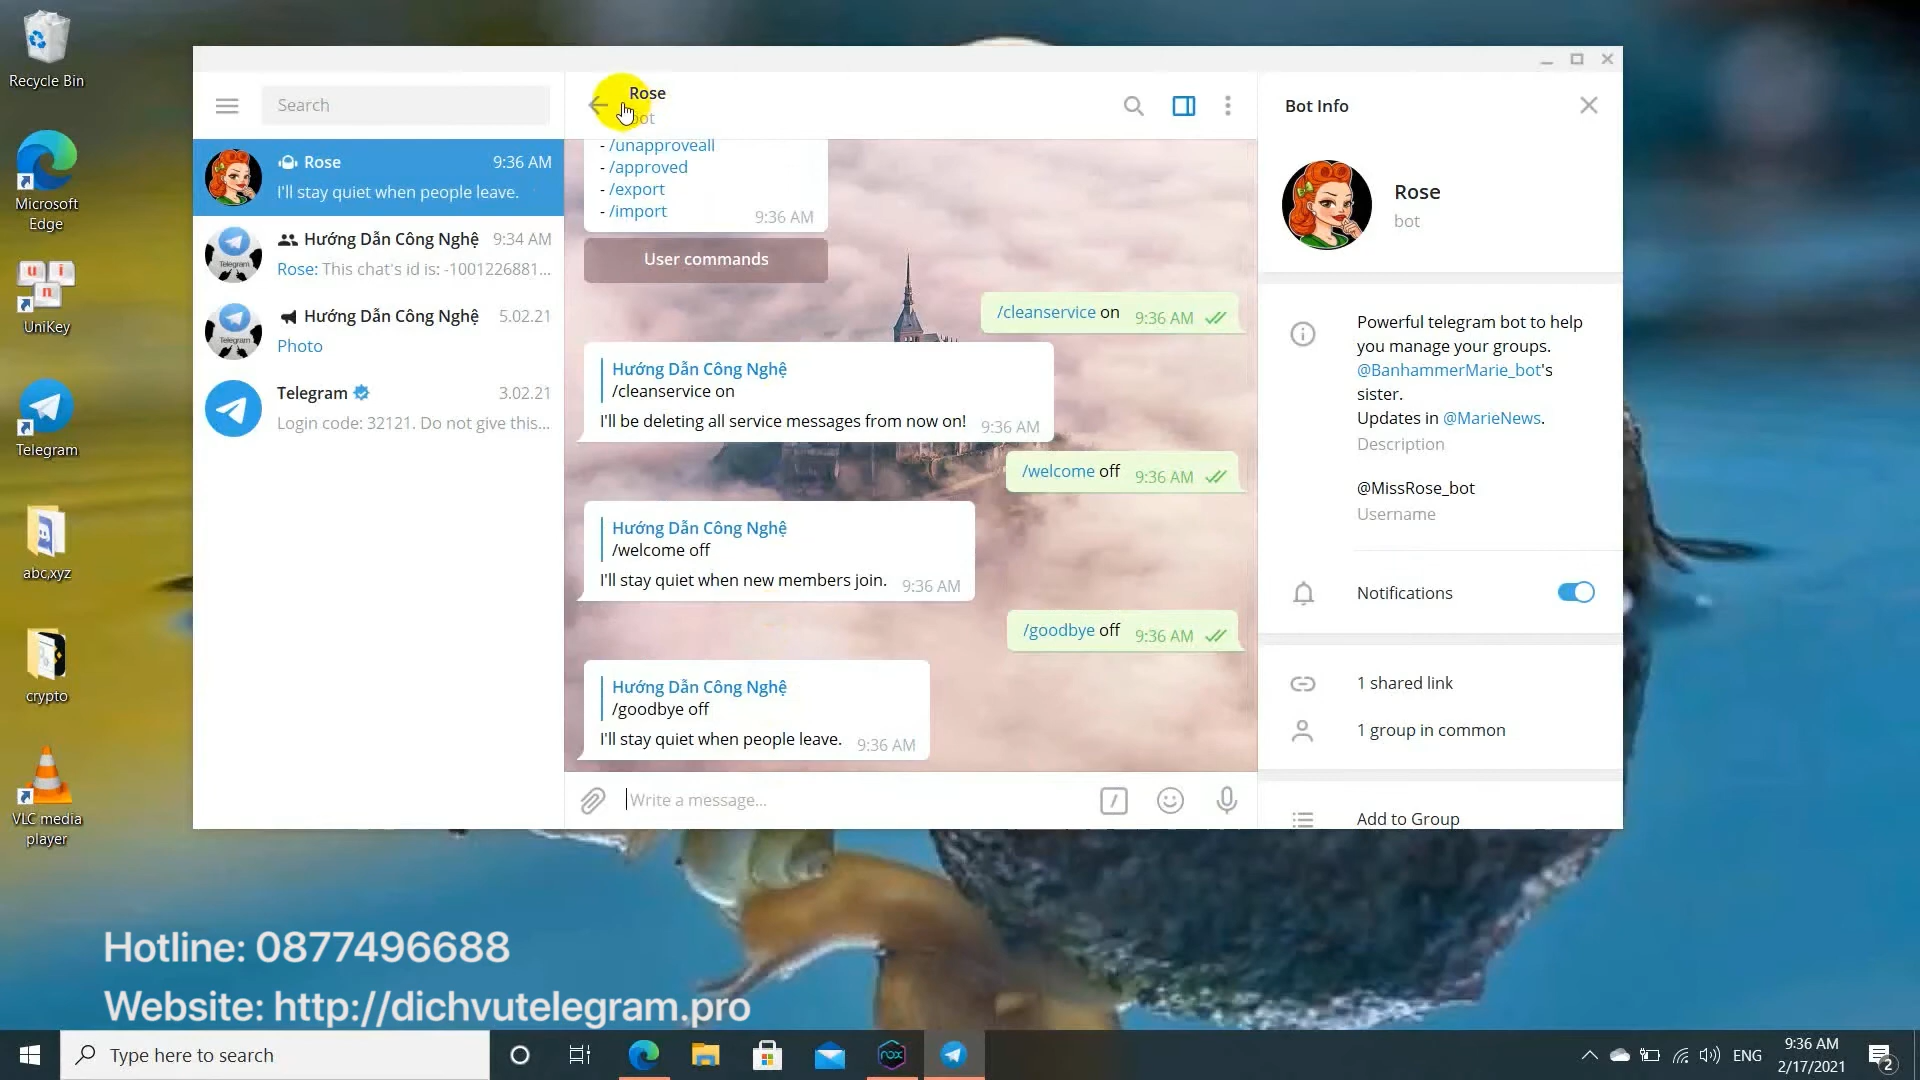 Recycle Bin
Microsoft
Edge
UniKey
Telegram
abc,xyz
crypto
VLC media
player
Search
Rose
9:36 AM
I'll stay quiet when people leave.
Hướng Dẫn Công Nghệ
9:34 AM
Rose: This chat's id is: -1001226881...
Hướng Dẫn Công Nghệ
5.02.21
Photo
Telegram
3.02.21
Login code: 32121. Do not give this...
Rose
bot
- /unapproveall
- /approved
- /export
- /import
9:36 AM
User commands
/cleanservice on
9:36 AM
Hướng Dẫn Công Nghệ
/cleanservice on
I'll be deleting all service messages from now on!
9:36 AM
/welcome off
9:36 AM
Hướng Dẫn Công Nghệ
/welcome off
I'll stay quiet when new members join.
9:36 AM
/goodbye off
9:36 AM
Hướng Dẫn Công Nghệ
/goodbye off
I'll stay quiet when people leave.
9:36 AM
Write a message...
Bot Info
Rose
bot
Powerful telegram bot to help
you manage your groups.
@BanhammerMarie_bot's
sister.
Updates in @MarieNews.
Description
@MissRose_bot
Username
Notifications
1 shared link
1 group in common
Add to Group
Hotline: 0877496688
Website: http://dichvutelegram.pro
Type here to search
ENG
9:36 AM
2/17/2021
2